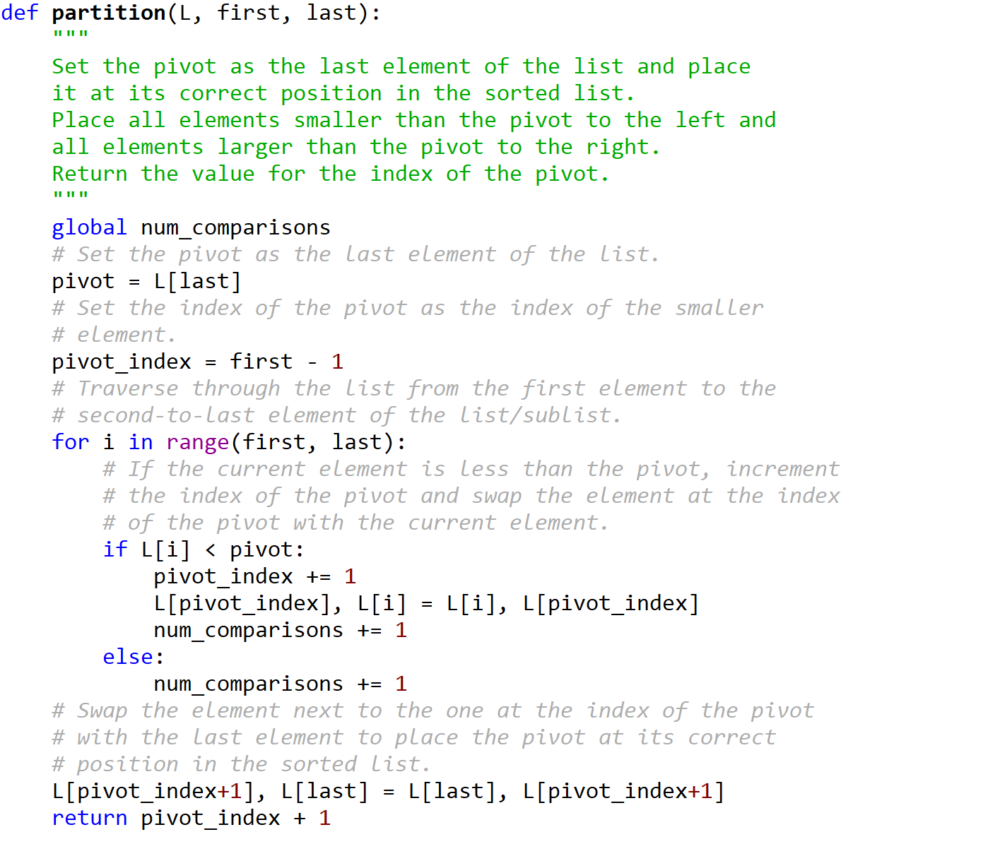 def partition(L, first, last):
    """
    Set the pivot as the last element of the list and place
    it at its correct position in the sorted list.
    Place all elements smaller than the pivot to the left and
    all elements larger than the pivot to the right.
    Return the value for the index of the pivot.
    """
    global num_comparisons
    # Set the pivot as the last element of the list.
    pivot = L[last]
    # Set the index of the pivot as the index of the smaller
    # element.
    pivot_index = first - 1
    # Traverse through the list from the first element to the
    # second-to-last element of the list/sublist.
    for i in range(first, last):
        # If the current element is less than the pivot, increment
        # the index of the pivot and swap the element at the index
        # of the pivot with the current element.
        if L[i] < pivot:
            pivot_index += 1
            L[pivot_index], L[i] = L[i], L[pivot_index]
            num_comparisons += 1
        else:
            num_comparisons += 1
    # Swap the element next to the one at the index of the pivot
    # with the last element to place the pivot at its correct
    # position in the sorted list.
    L[pivot_index+1], L[last] = L[last], L[pivot_index+1]
    return pivot_index + 1